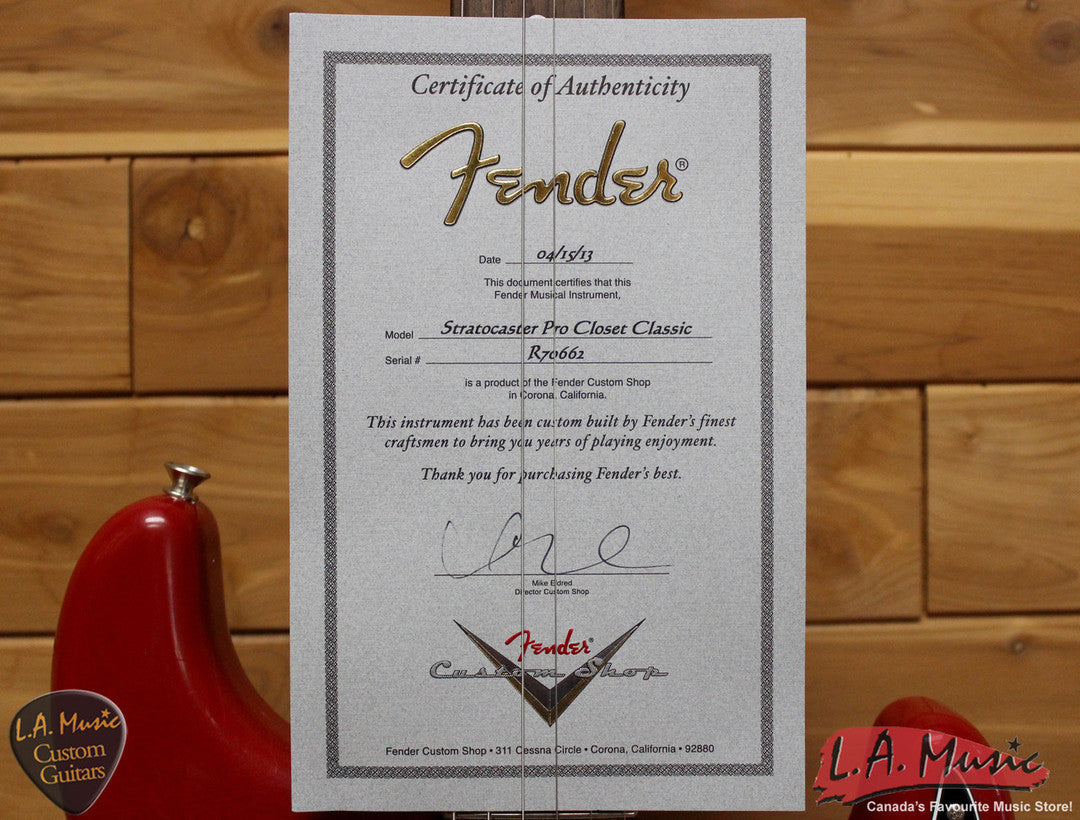 Certificate of Authenticity
Fender®
Date 04/15/13
This document certifies that this
Fender Musical Instrument,
Model Stratocaster Pro Closet Classic
Serial # R70662
is a product of the Fender Custom Shop
in Corona, California.
This instrument has been custom built by Fender's finest
craftsmen to bring you years of playing enjoyment.
Thank you for purchasing Fender's best.
Mike Eldred
Director Custom Shop
Fender®
Custom Shop
Fender Custom Shop • 311 Cessna Circle • Corona, California • 92880
L.A. Music
Custom
Guitars
L.A. Music
Canada's Favourite Music Store!